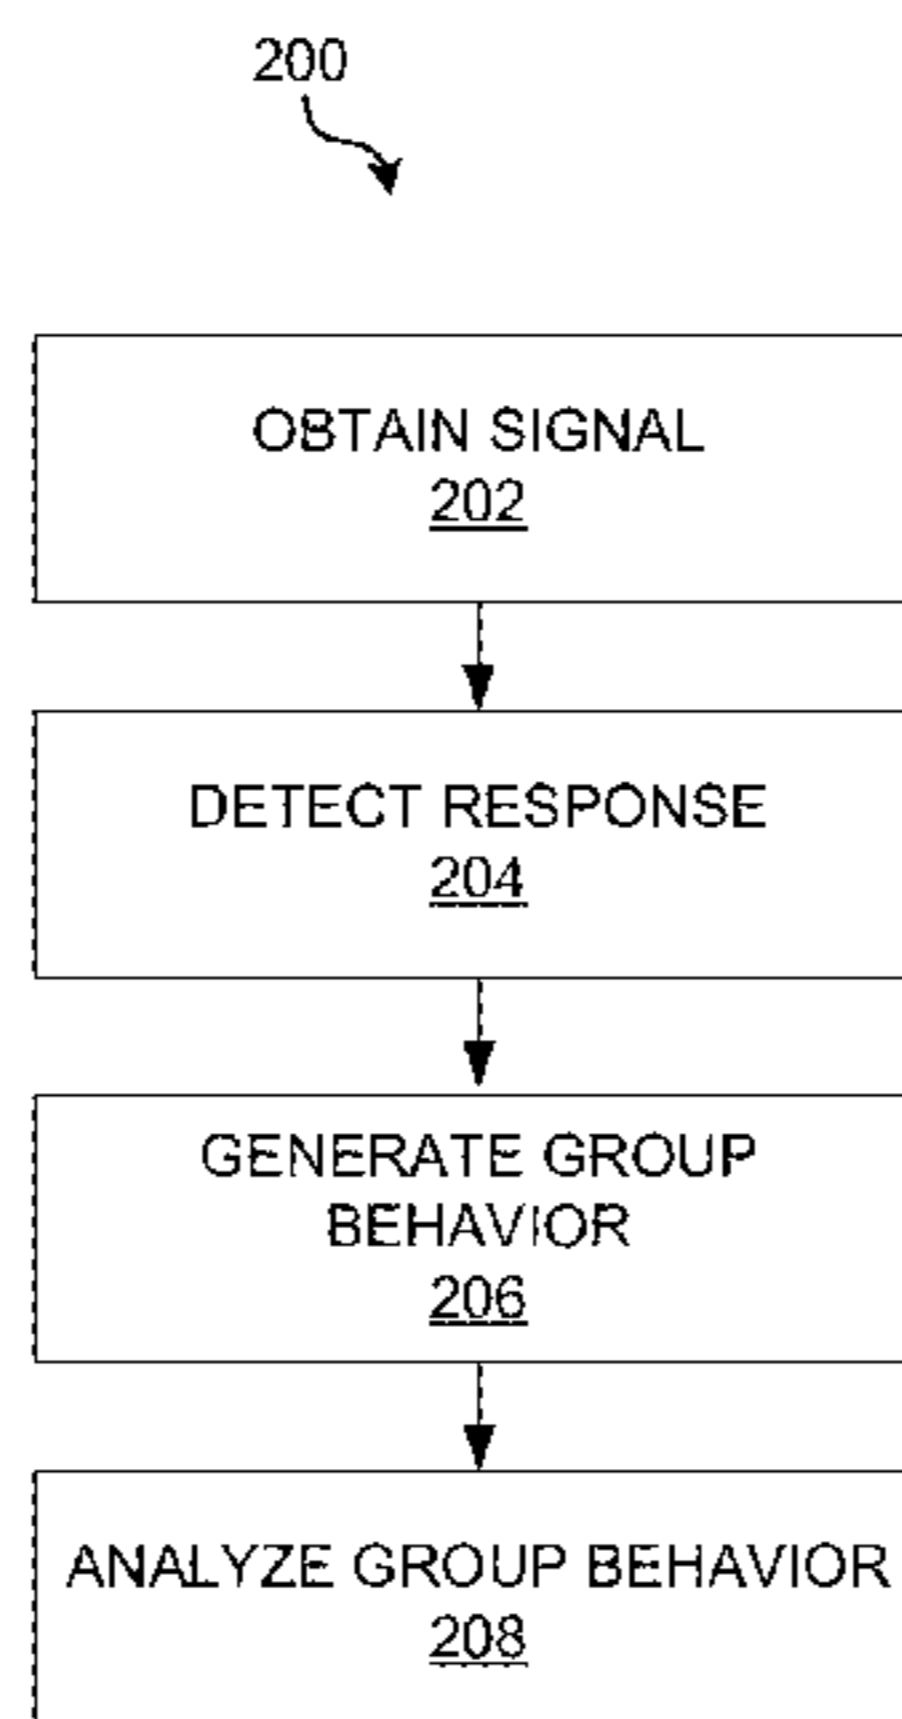 200
OBTAIN SIGNAL
202
DETECT RESPONSE
204
GENERATE GROUP
BEHAVIOR
206
ANALYZE GROUP BEHAVIOR
208